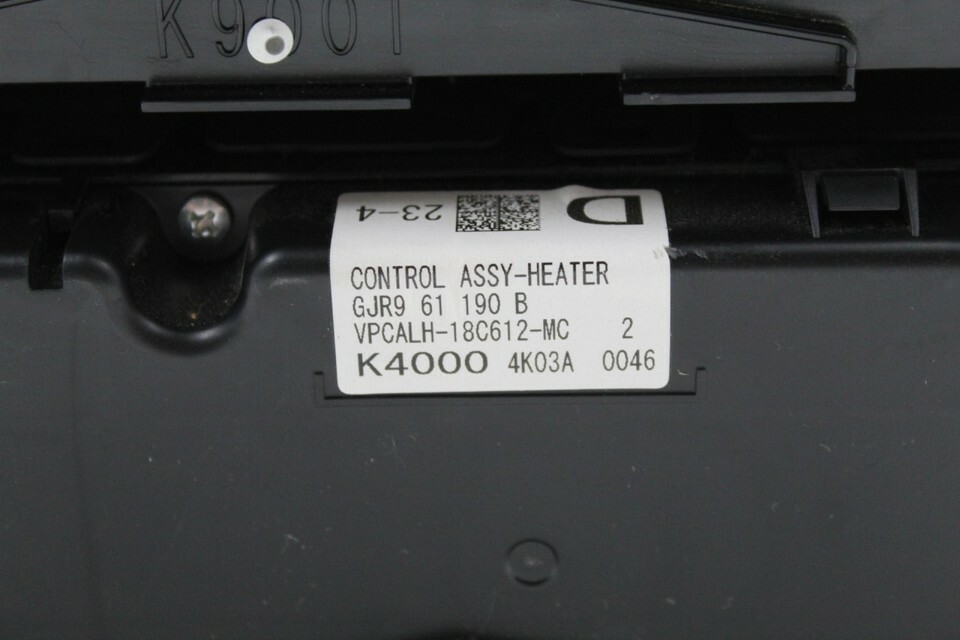 K9001
D 23-4
CONTROL ASSY-HEATER
GJR9 61 190 B
VPCALH-18C612-MC 2
K4000 4K03A 0046